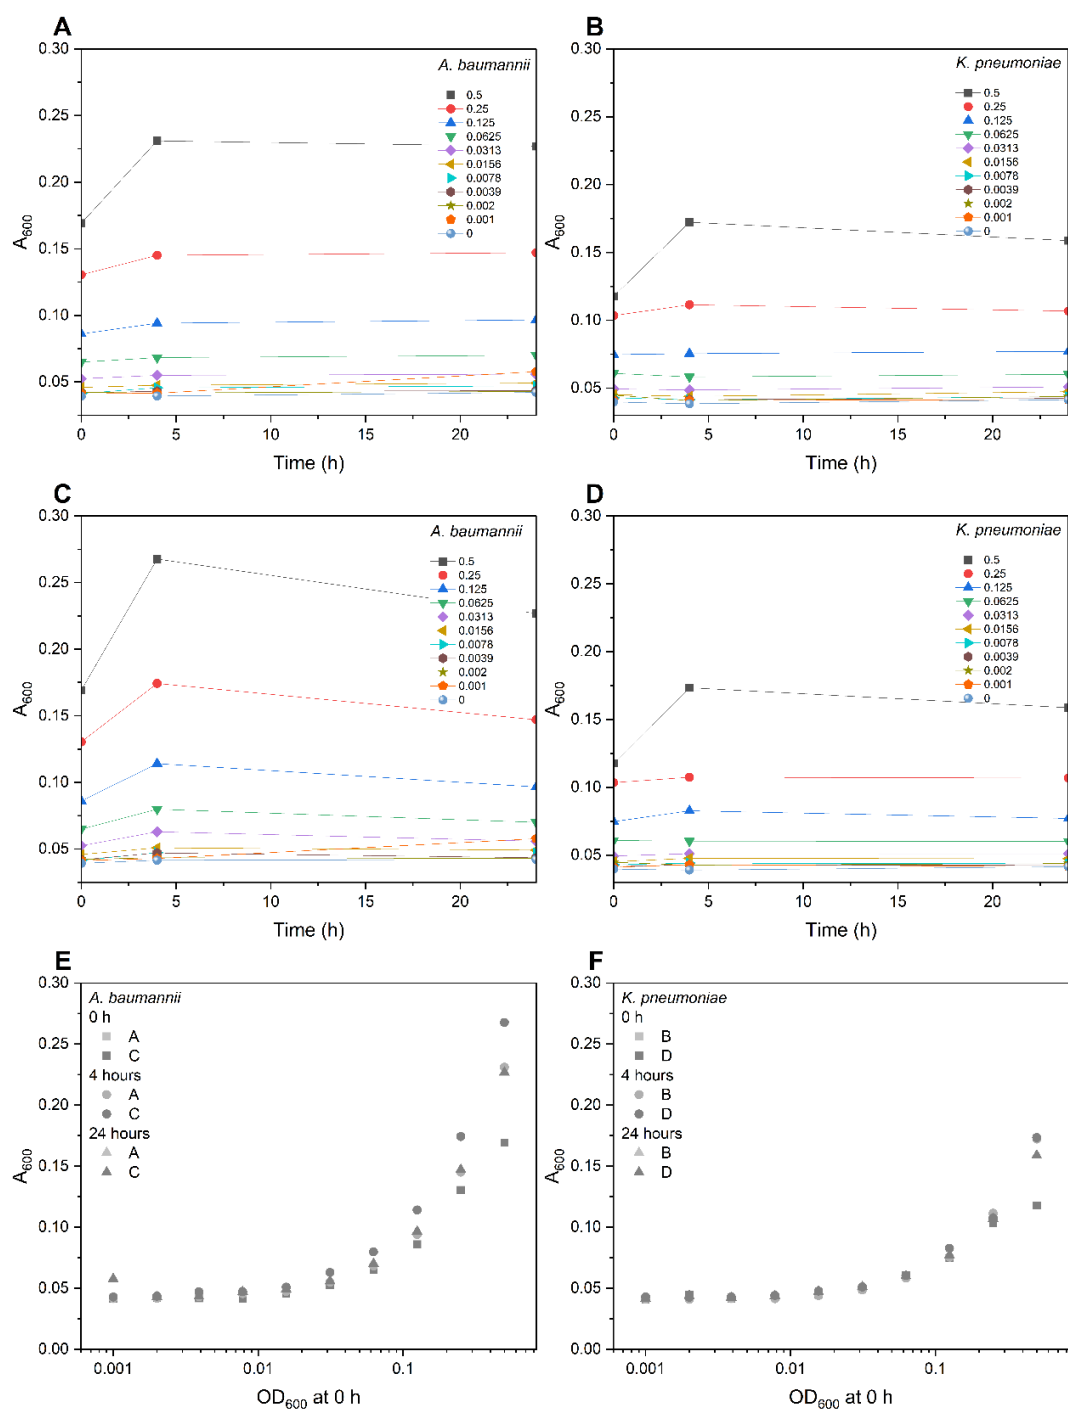 A
A. baumannii
0.5
0.25
0.125
0.0625
0.0313
0.0156
0.0078
0.0039
0.002
0.001
0
0.30
0.25
0.20
0.15
0.10
0.05
A600
0 5 10 15 20
Time (h)
B
K. pneumoniae
0.5
0.25
0.125
0.0625
0.0313
0.0156
0.0078
0.0039
0.002
0.001
0
0.30
0.25
0.20
0.15
0.10
0.05
A600
0 5 10 15 20
Time (h)
C
A. baumannii
0.5
0.25
0.125
0.0625
0.0313
0.0156
0.0078
0.0039
0.002
0.001
0
0.30
0.25
0.20
0.15
0.10
0.05
A600
0 5 10 15 20
Time (h)
D
K. pneumoniae
0.5
0.25
0.125
0.0625
0.0313
0.0156
0.0078
0.0039
0.002
0.001
0
0.30
0.25
0.20
0.15
0.10
0.05
A600
0 5 10 15 20
Time (h)
E
A. baumannii
0 h
A
C
4 hours
A
C
24 hours
A
C
0.30
0.25
0.20
0.15
0.10
0.05
0.00
A600
0.001 0.01 0.1
OD600 at 0 h
F
K. pneumoniae
0 h
B
D
4 hours
B
D
24 hours
B
D
0.30
0.25
0.20
0.15
0.10
0.05
0.00
A600
0.001 0.01 0.1
OD600 at 0 h